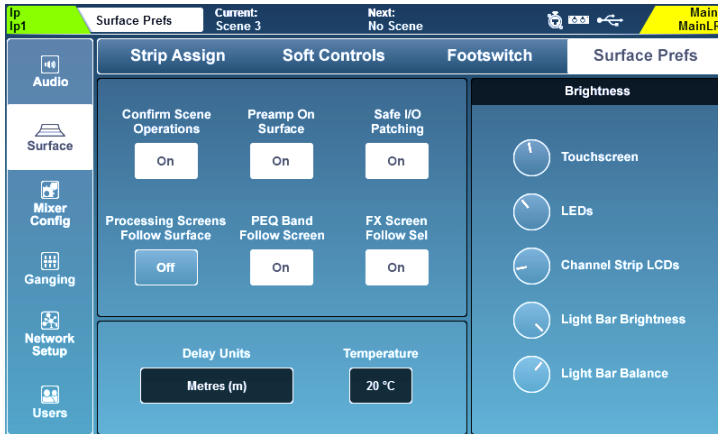 Ip
Ip1
Surface Prefs
Current:
Scene 3
Next:
No Scene
Main
MainLR
Strip Assign
Soft Controls
Footswitch
Surface Prefs
Audio
Surface
Mixer
Config
Ganging
Network
Setup
Users
Confirm Scene
Operations
On
Preamp On
Surface
On
Safe I/O
Patching
On
Processing Screens
Follow Surface
Off
PEQ Band
Follow Screen
On
FX Screen
Follow Sel
On
Delay Units
Metres (m)
Temperature
20 °C
Brightness
Touchscreen
LEDs
Channel Strip LCDs
Light Bar Brightness
Light Bar Balance